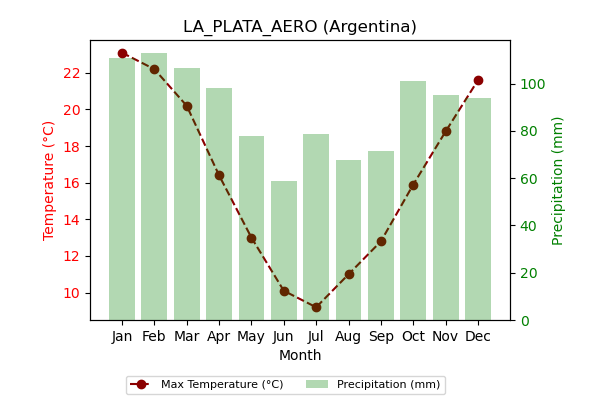 LA_PLATA_AERO (Argentina)
Temperature (°C)
22
20
18
16
14
12
10
Precipitation (mm)
100
80
60
40
20
0
Jan Feb Mar Apr May Jun Jul Aug Sep Oct Nov Dec
Month
Max Temperature (°C) Precipitation (mm)